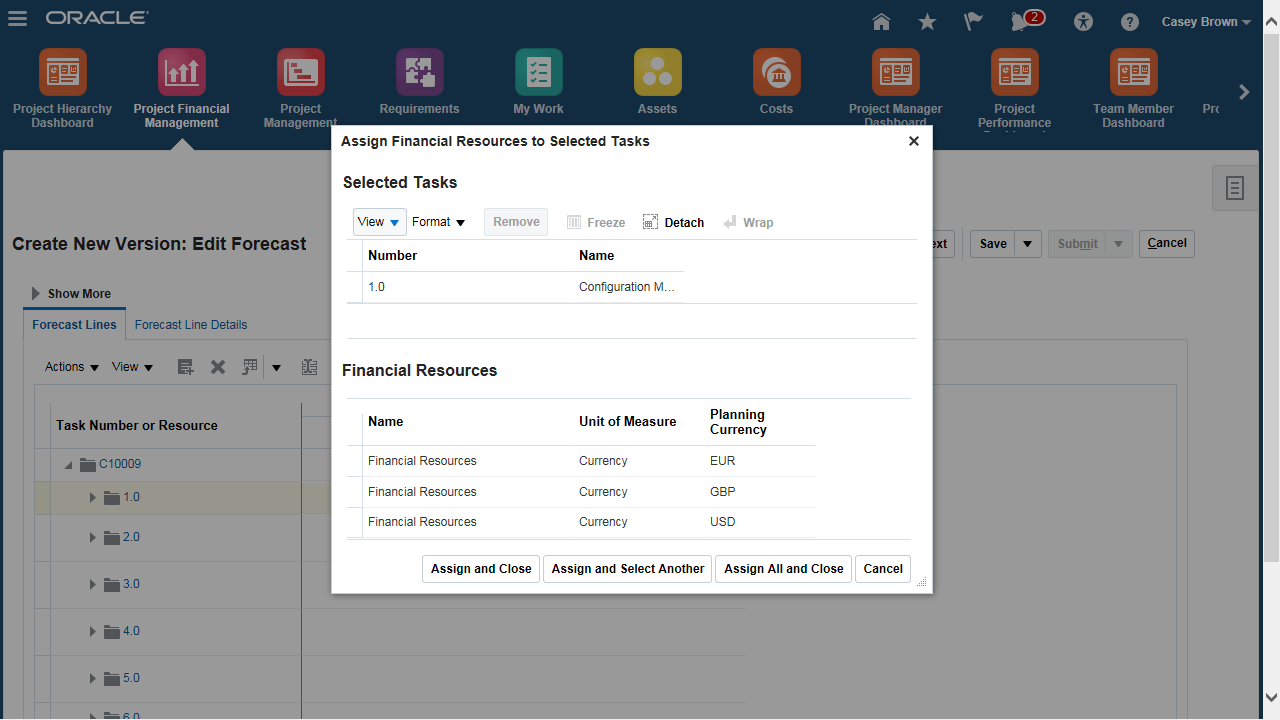 ORACLE
2
Casey Brown
Project Hierarchy
Dashboard
Project Financial
Management
Project
Management
Requirements
My Work
Assets
Costs
Project Manager
Dashboard
Project
Performance
Team Member
Dashboard
Assign Financial Resources to Selected Tasks
Selected Tasks
View
Format
Remove
Freeze
Detach
Wrap
Number
Name
1.0
Configuration M...
Create New Version: Edit Forecast
ext
Save
Submit
Cancel
Show More
Forecast Lines
Forecast Line Details
Actions
View
Task Number or Resource
C10009
1.0
2.0
3.0
4.0
5.0
6.0
Financial Resources
Name
Unit of Measure
Planning
Currency
Financial Resources
Currency
EUR
Financial Resources
Currency
GBP
Financial Resources
Currency
USD
Assign and Close
Assign and Select Another
Assign All and Close
Cancel